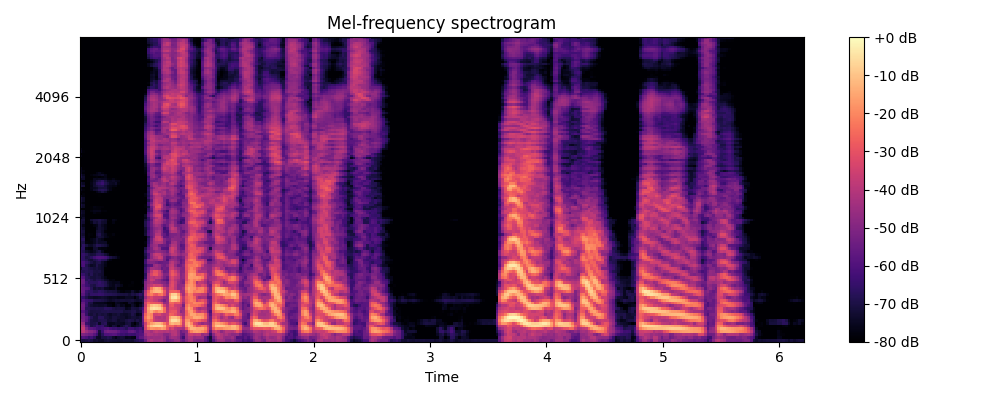 Mel-frequency spectrogram
+0 dB
-10 dB
-20 dB
-30 dB
-40 dB
-50 dB
-60 dB
-70 dB
-80 dB
Hz
4096
2048
1024
512
0
0 1 2 3 4 5 6
Time